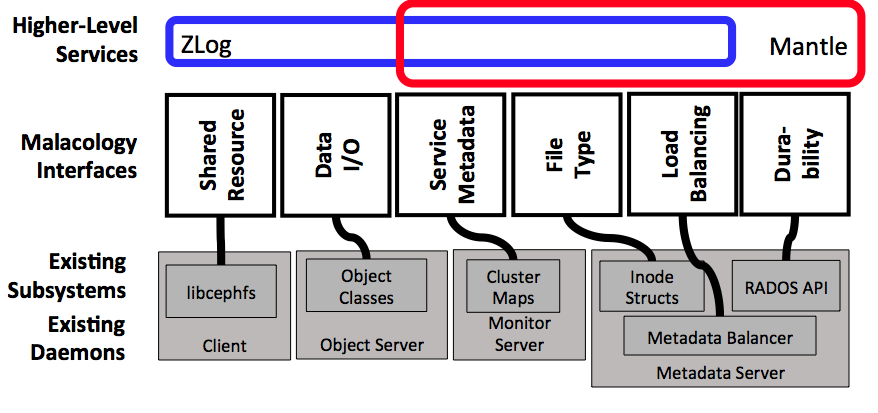 Higher-Level
Services
ZLog
Mantle
Malacology
Interfaces
Shared
Resource
Data
I/O
Service
Metadata
File
Type
Load
Balancing
Dura-
bility
Existing
Subsystems
libcephfs
Object
Classes
Cluster
Maps
Inode
Structs
RADOS API
Existing
Daemons
Client
Object Server
Monitor
Server
Metadata Balancer
Metadata Server